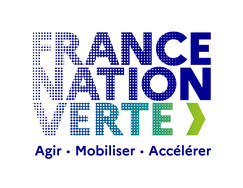 FRANCE
NATION
VERTE
Agir • Mobiliser • Accélérer